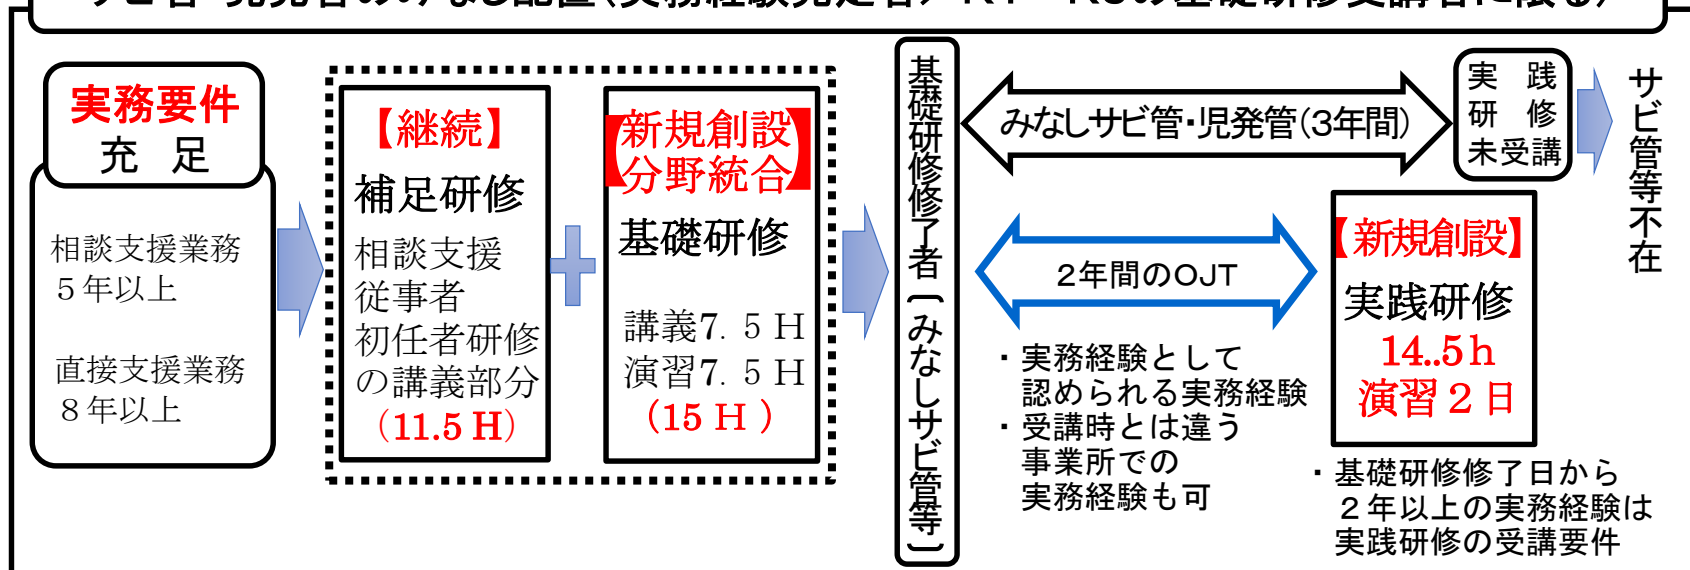 実務要件
充 足
相談支援業務
５年以上
直接支援業務
８年以上
【継続】
補足研修
相談支援
従事者
初任者研修
の講義部分
（11.5 H）
【新規創設
分野統合】
基礎研修
講義7．5 H
演習7．5 H
（15 H ）
基礎研修修了者〔みなしサビ管等〕
みなしサビ管・児発管（3年間）
実 践
研 修
未受講
サビ管等不在
2年間のOJT
・実務経験として
認められる実務経験
・受講時とは違う
事業所での
実務経験も可
【新規創設】
実践研修
14..5ｈ
演習２日
・基礎研修修了日から
２年以上の実務経験は
実践研修の受講要件